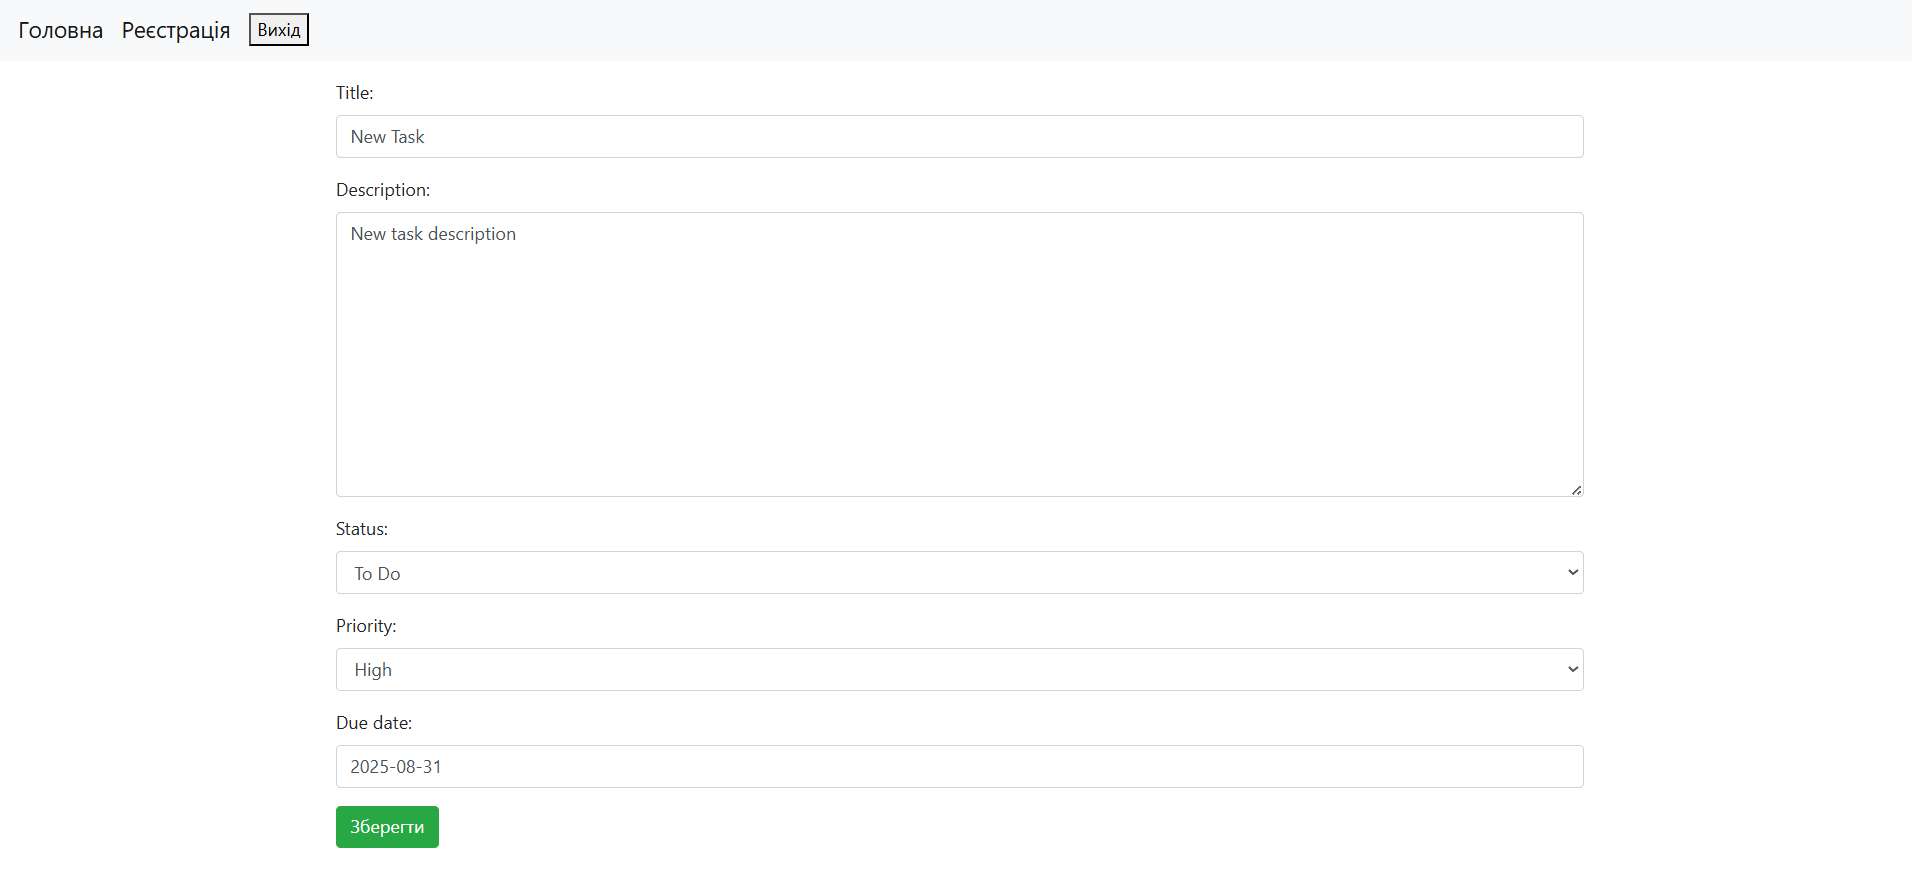 Головна Реєстрація Вихід
Title:
New Task
Description:
New task description
Status:
To Do
Priority:
High
Due date:
2025-08-31
Зберегти